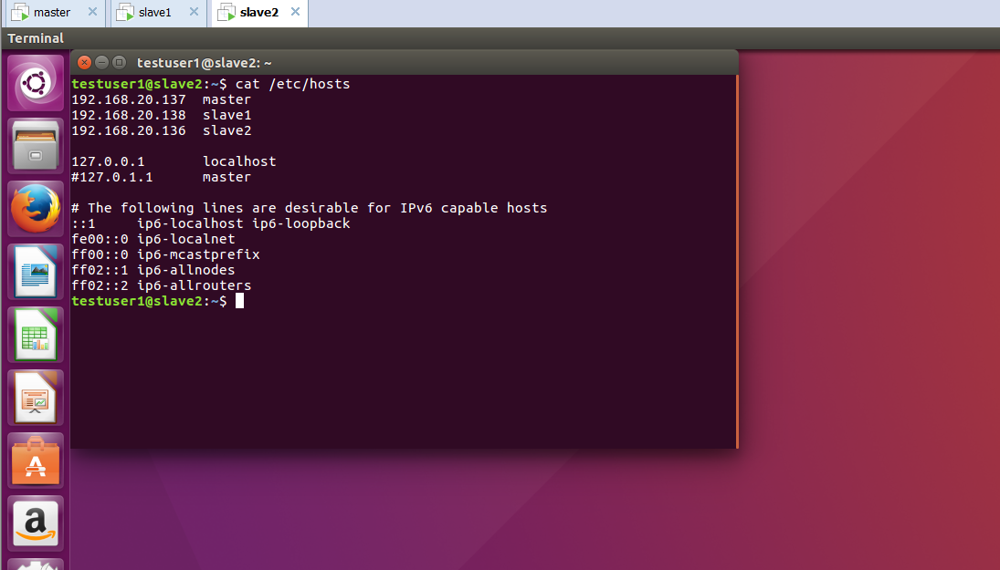 master
slave1
slave2
Terminal
testuser1@slave2: ~
testuser1@slave2:~$ cat /etc/hosts
192.168.20.137  master
192.168.20.138  slave1
192.168.20.136  slave2
127.0.0.1       localhost
#127.0.1.1      master
# The following lines are desirable for IPv6 capable hosts
::1     ip6-localhost ip6-loopback
fe00::0 ip6-localnet
ff00::0 ip6-mcastprefix
ff02::1 ip6-allnodes
ff02::2 ip6-allrouters
testuser1@slave2:~$